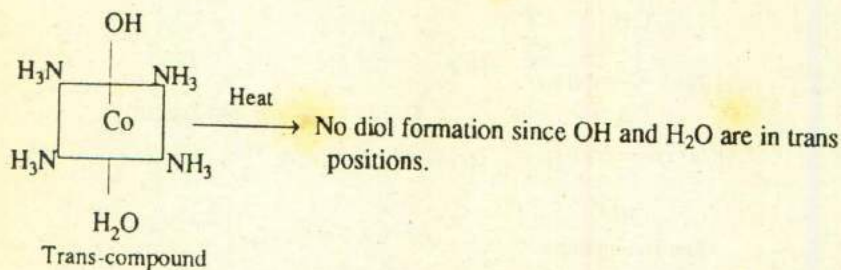 OH
H₃N NH₃
Heat
Co
No diol formation since OH and H₂O are in trans
H₃N NH₃
positions.
H₂O
Trans-compound